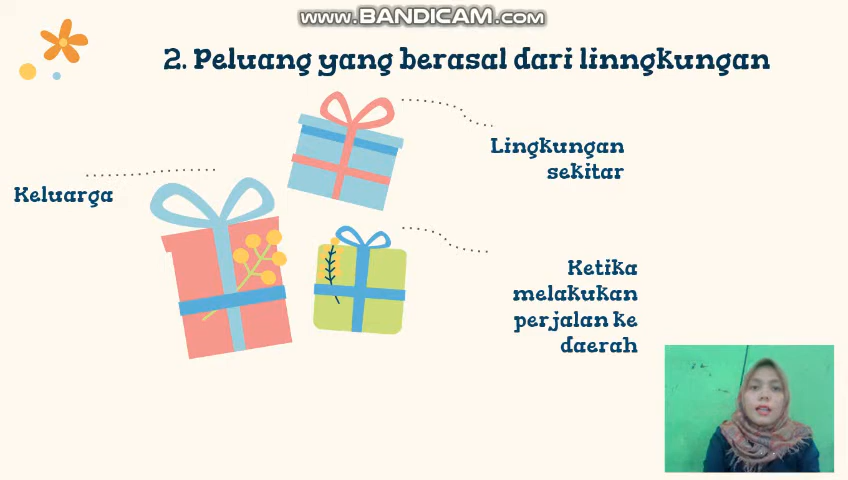 www.BANDICAM.com
2. Peluang yang berasal dari linngkungan
Keluarga
Lingkungan
sekitar
Ketika
melakukan
perjalan ke
daerah